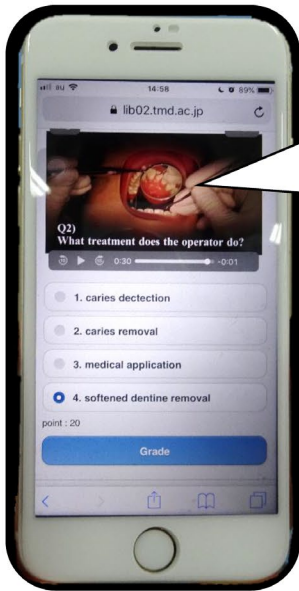 au 14:58 89%
lib02.tmd.ac.jp
Q2)
What treatment does the operator do?
0:30 -0:01
1. caries dectection
2. caries removal
3. medical application
4. softened dentine removal
point : 20
Grade